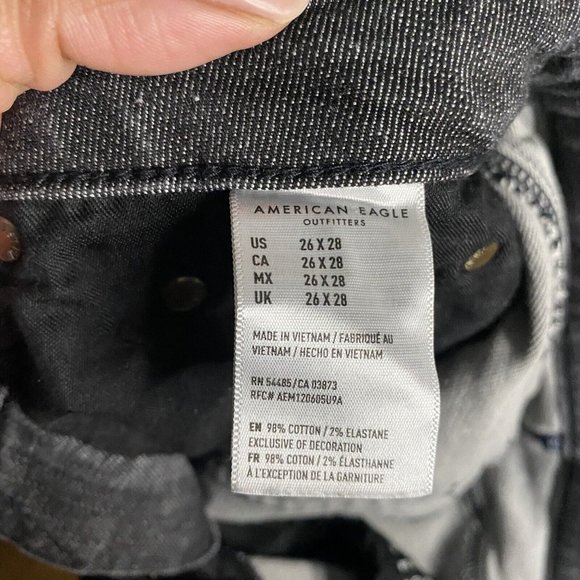 AMERICAN EAGLE
OUTFITTERS
US 26 X 28
CA 26 X 28
MX 26 X 28
UK 26 X 28
MADE IN VIETNAM / FABRIQUÉ AU
VIETNAM / HECHO EN VIETNAM
RN 54485/CA 03873
RFC# AEM120605U9A
EN 98% COTTON / 2% ELASTANE
EXCLUSIVE OF DECORATION
FR 98% COTON / 2% ÉLASTHANNE
À L'EXCEPTION DE LA GARNITURE